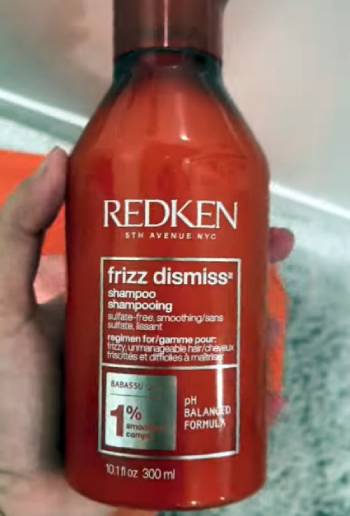 REDKEN
5TH AVENUE NYC
frizz dismiss
shampoo
shampooing
sulfate-free, smoothing/sans
sulfate, lissant
regimen for/gamme pour:
frizzy, unmanageable hair/cheveux
frisottés et difficiles à maîtriser
BABASSU
1%
pH
BALANCED
FORMULA
10.1 fl oz 300 ml